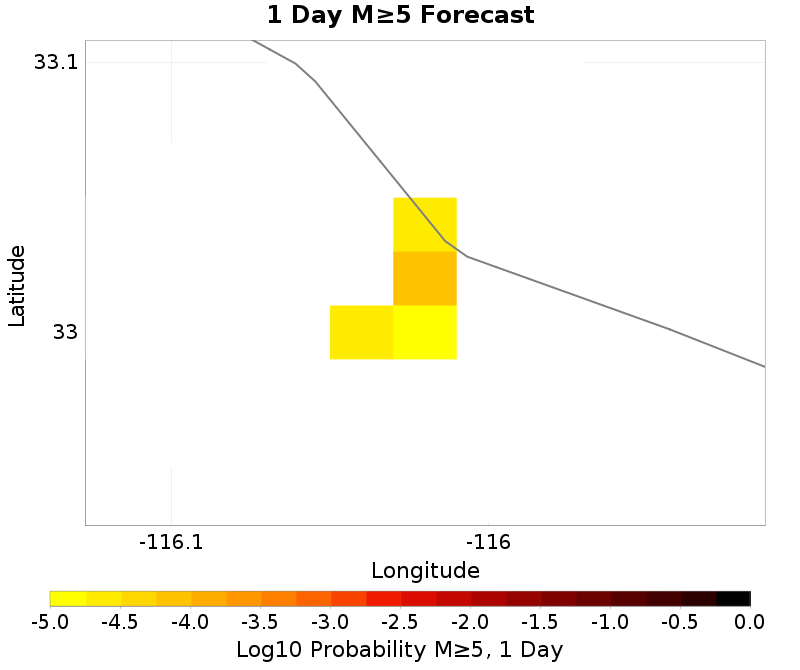 1 Day M≥5 Forecast
33.1
33
Latitude
-116.1 -116
Longitude
-5.0 -4.5 -4.0 -3.5 -3.0 -2.5 -2.0 -1.5 -1.0 -0.5 0.0
Log10 Probability M≥5, 1 Day